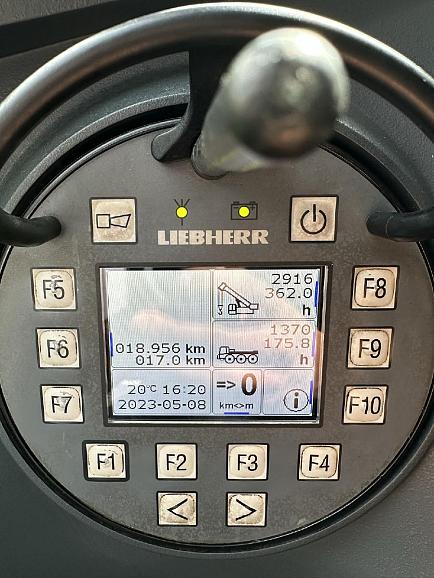 LIEBHERR
F5
F6
F7
F8
F9
F10
2916
362.0
h
3
018.956 km
017.0 km
1370
175.8
h
20°C 16:20
2023-05-08
=> 0
km<>m
i
F1 F2 F3 F4
< >